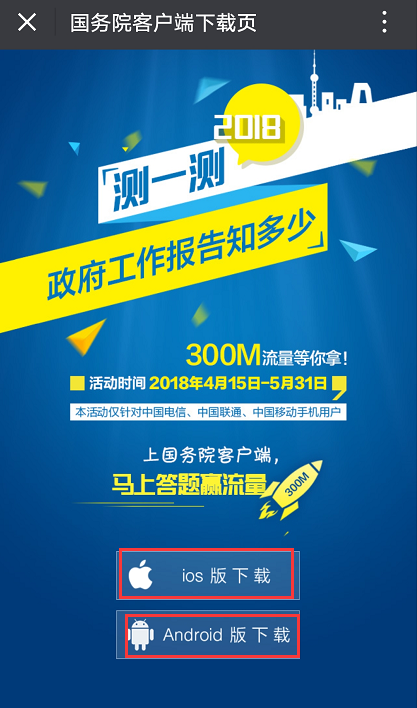 国务院客户端下载页
2018
测一测
政府工作报告知多少
300M流量等你拿!
活动时间 2018年4月15日-5月31日
本活动仅针对中国电信、中国联通、中国移动手机用户
上国务院客户端,
马上答题赢流量
300M
ios 版 下 载
Android 版 下 载